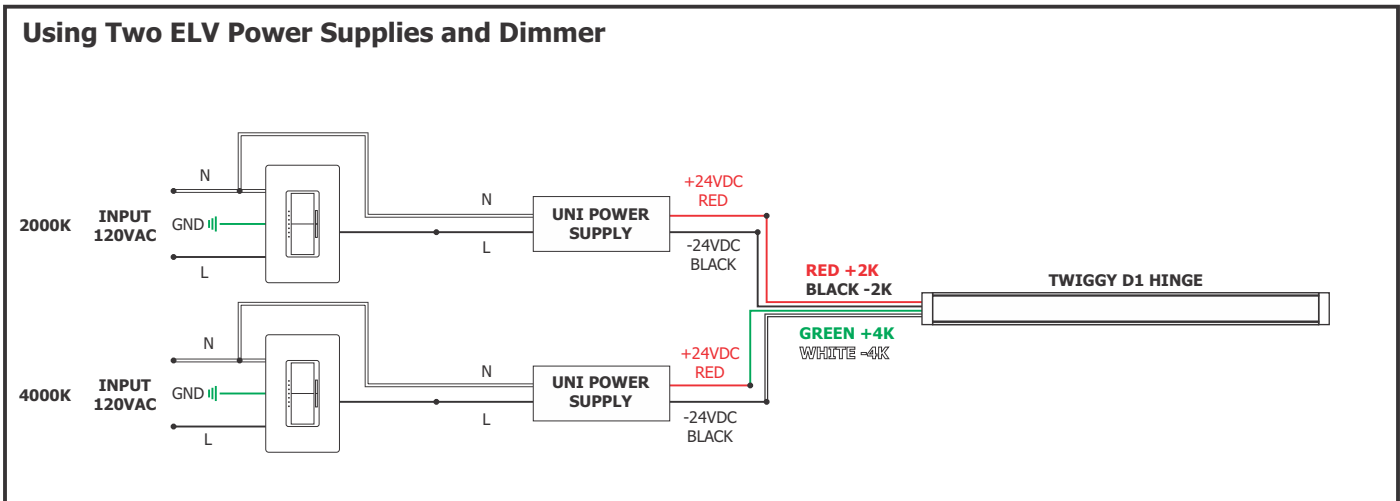 Using Two ELV Power Supplies and Dimmer
N
2000K
INPUT
120VAC
GND
L
N
L
UNI POWER
SUPPLY
+24VDC
RED
-24VDC
BLACK
RED +2K
BLACK -2K
TWIGGY D1 HINGE
GREEN +4K
WHITE -4K
N
4000K
INPUT
120VAC
GND
L
N
L
UNI POWER
SUPPLY
+24VDC
RED
-24VDC
BLACK